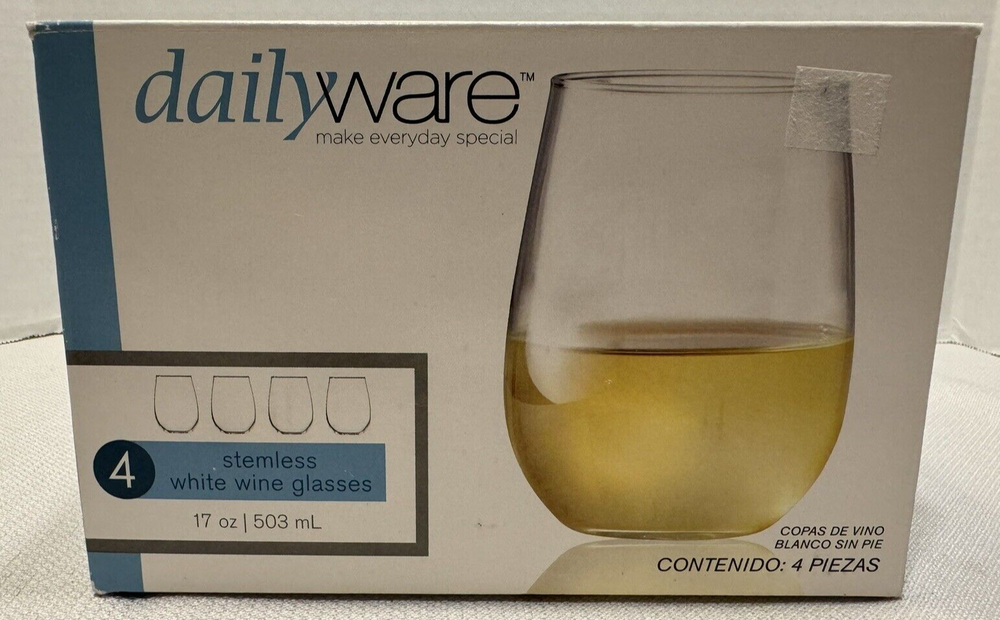 dailyware™
make everyday special
4
stemless
white wine glasses
17 oz | 503 mL
COPAS DE VINO
BLANCO SIN PIE
CONTENIDO: 4 PIEZAS